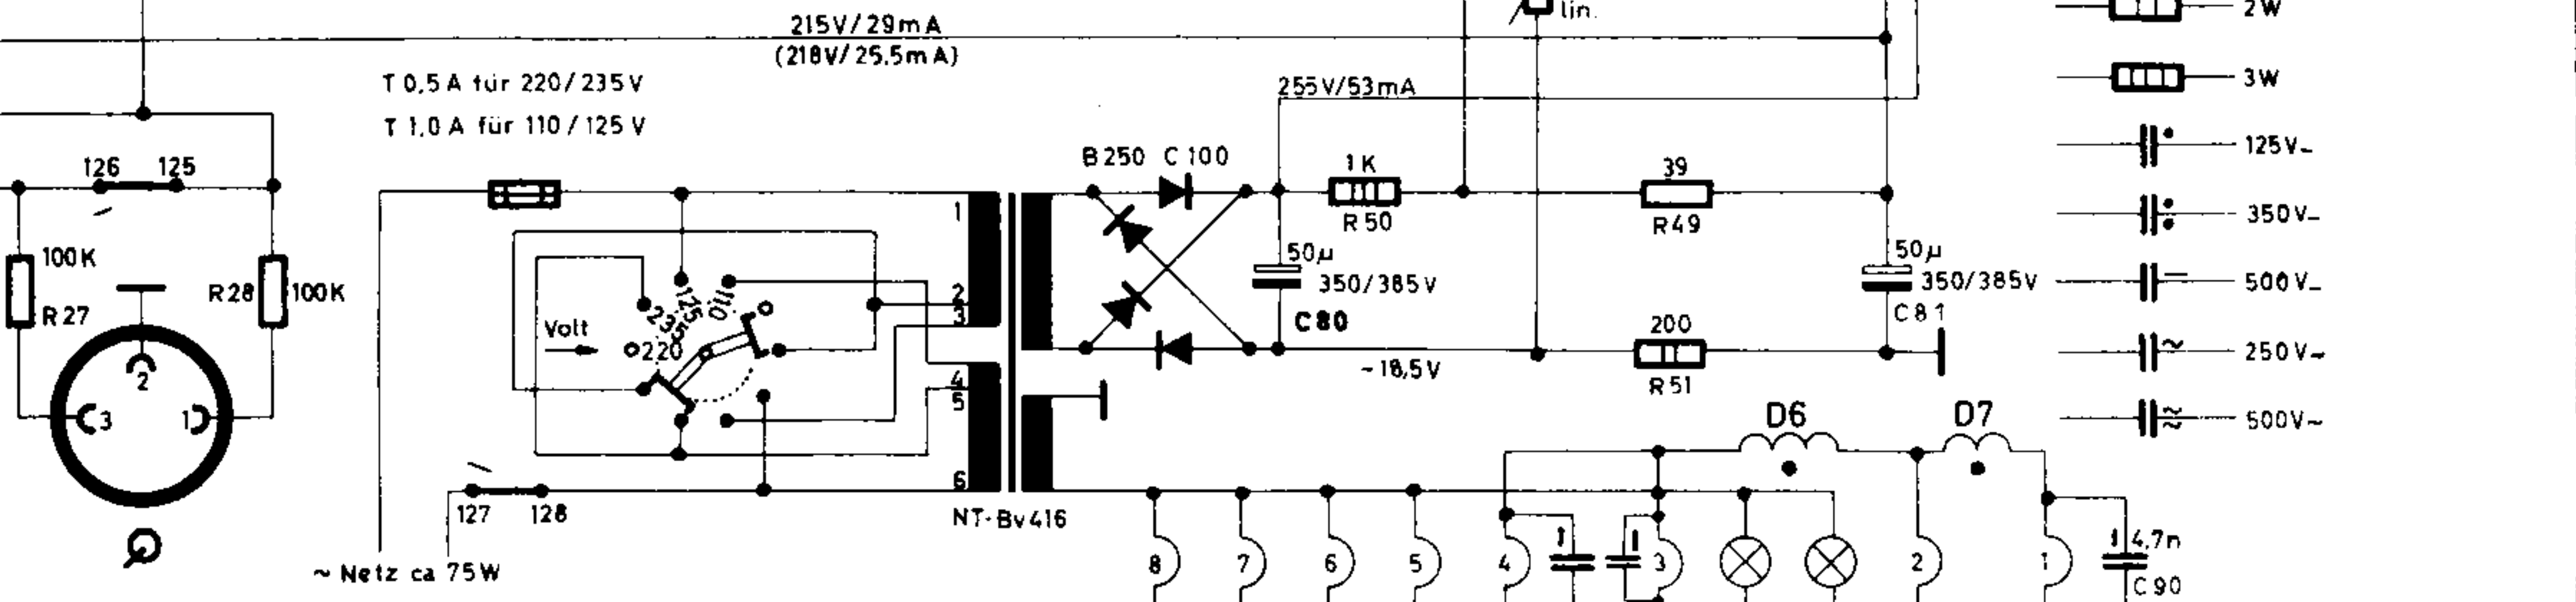 215V/29mA
(218V/25,5mA)
lin.
2W
T 0,5 A für 220/235 V
T 1,0 A für 110/125 V
255V/53mA
3W
126 125
B250 C100
1K
R50
39
R49
125V-
350V-
500V-
250V~
500V~
100K
R27
R28
100K
2
3
1
Volt
235
125
110
220
1
2
3
4
5
6
50µ
350/385V
C80
50µ
350/385V
C81
~18,5V
200
R51
D6
D7
127 128
NT-Bv416
~ Netz ca 75W
8
7
6
5
4
3
2
1
4,7n
C90